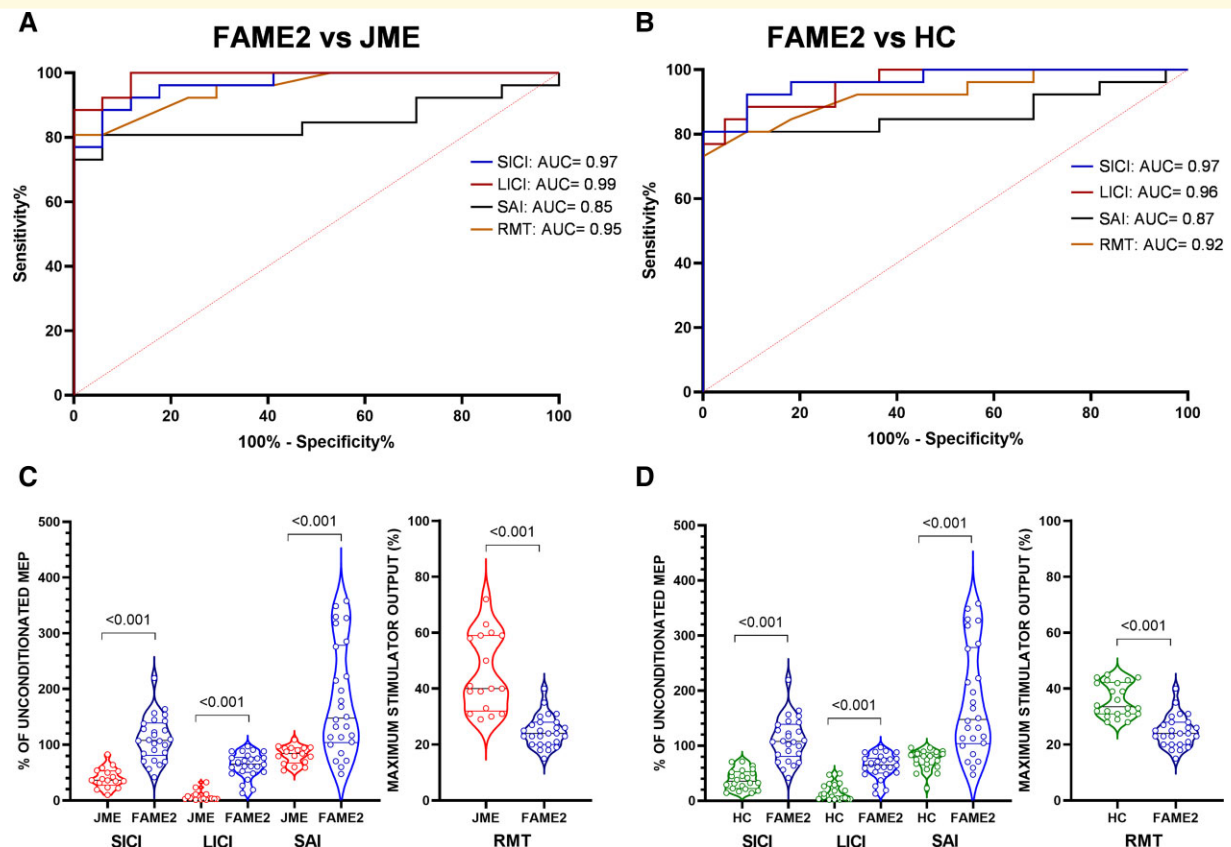 A
FAME2 vs JME
Sensitivity%
100
80
60
40
20
0
0 20 40 60 80 100
100% - Specificity%
SICI: AUC= 0.97
LICI: AUC= 0.99
SAI: AUC= 0.85
RMT: AUC= 0.95
B
FAME2 vs HC
Sensitivity%
100
80
60
40
20
0
0 20 40 60 80 100
100% - Specificity%
SICI: AUC= 0.97
LICI: AUC= 0.96
SAI: AUC= 0.87
RMT: AUC= 0.92
C
% OF UNCONDITIONATED MEP
500
400
300
200
100
0
<0.001
<0.001
<0.001
JME FAME2 JME FAME2 JME FAME2
SICI LICI SAI
MAXIMUM STIMULATOR OUTPUT (%)
100
80
60
40
20
0
<0.001
JME FAME2
RMT
D
% OF UNCONDITIONATED MEP
500
400
300
200
100
0
<0.001
<0.001
<0.001
HC FAME2 HC FAME2 HC FAME2
SICI LICI SAI
MAXIMUM STIMULATOR OUTPUT (%)
100
80
60
40
20
0
<0.001
HC FAME2
RMT